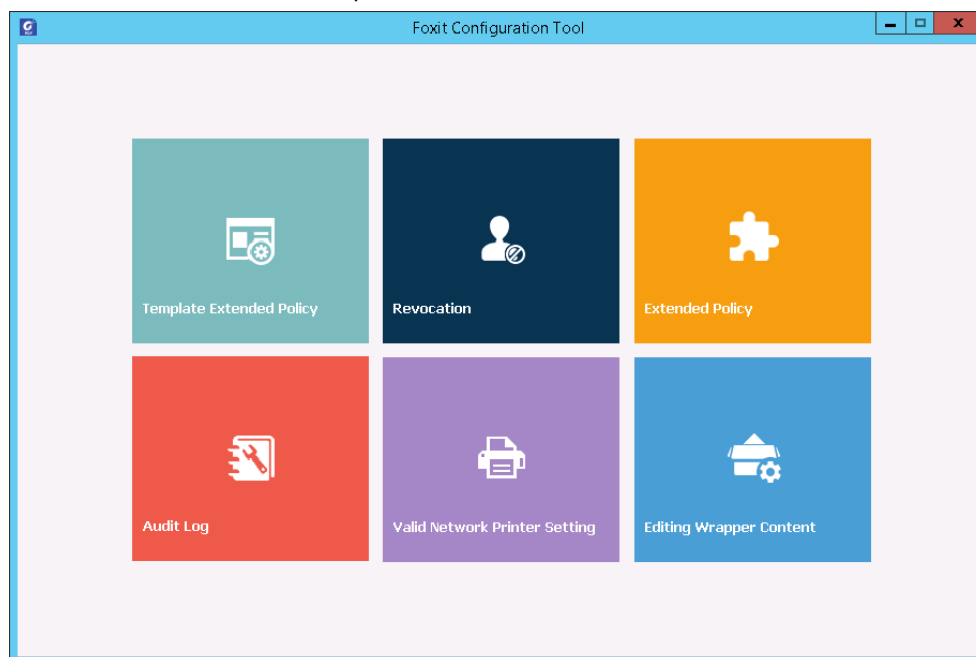 Foxit Configuration Tool
Template Extended Policy
Revocation
Extended Policy
Audit Log
Valid Network Printer Setting
Editing Wrapper Content